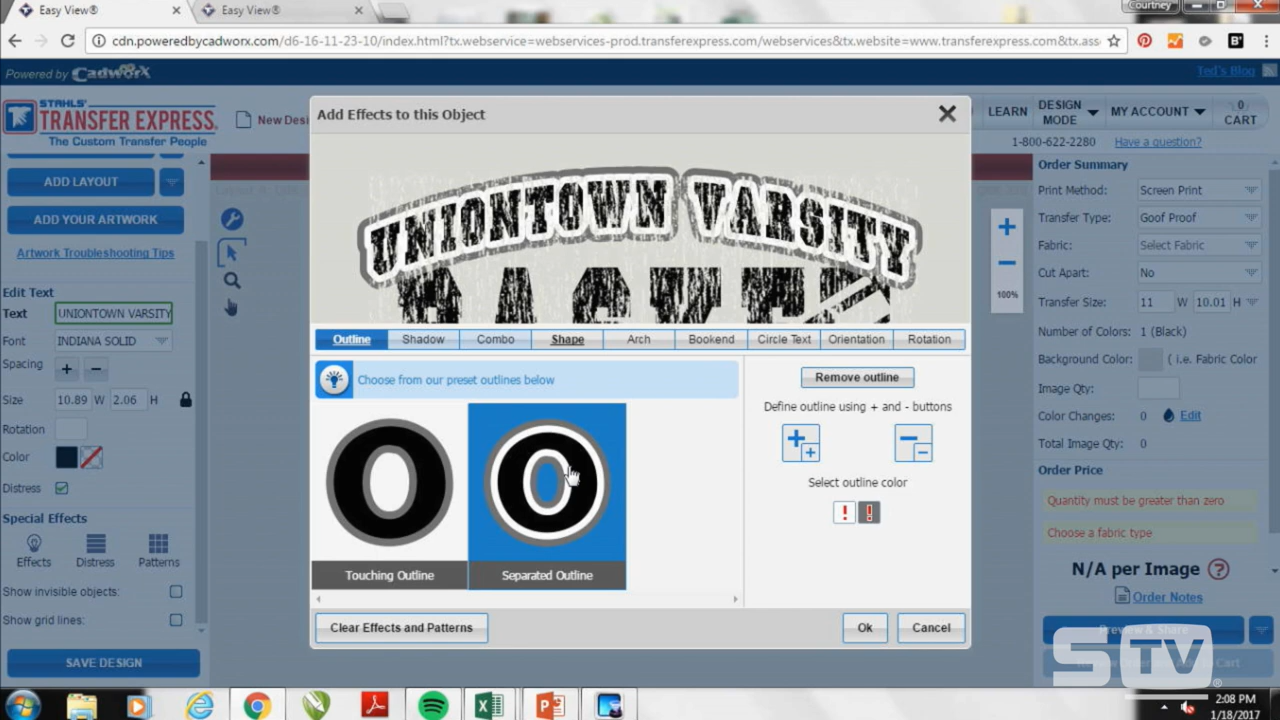 Easy View®
Easy View®
Courtney
cdn.poweredbycadworx.com/d6-16-11-23-10/index.html?tx.webservice=webservices-prod.transferexpress.com/webservices&tx.website=www.transferexpress.com&tx.ass
Powered by CadworX
Ted's Blog
STAHLS'
TRANSFER EXPRESS.
The Custom Transfer People
New Desi
LEARN
DESIGN MODE
MY ACCOUNT
0
CART
1-800-622-2280
Have a question?
ADD LAYOUT
ADD YOUR ARTWORK
Artwork Troubleshooting Tips
Edit Text
Text UNIONTOWN VARSITY
Font INDIANA SOLID
Spacing + −
Size 10.89 W 2.06 H
Rotation
Color
Distress
Special Effects
Effects Distress Patterns
Show invisible objects:
Show grid lines:
SAVE DESIGN
Add Effects to this Object
UNIONTOWN VARSITY
Outline Shadow Combo Shape Arch Bookend Circle Text Orientation Rotation
Choose from our preset outlines below
O O
Touching Outline Separated Outline
Remove outline
Define outline using + and - buttons
Select outline color
! !
Clear Effects and Patterns
Ok Cancel
100%
Order Summary
Print Method: Screen Print
Transfer Type: Goof Proof
Fabric: Select Fabric
Cut Apart: No
Transfer Size: 11 W 10.01 H
Number of Colors: 1 (Black)
Background Color: ( i.e. Fabric Color
Image Qty:
Color Changes: 0 Edit
Total Image Qty: 0
Order Price
Quantity must be greater than zero
Choose a fabric type
N/A per Image ?
Order Notes
Preview & Share
STV®
2:08 PM
1/18/2017